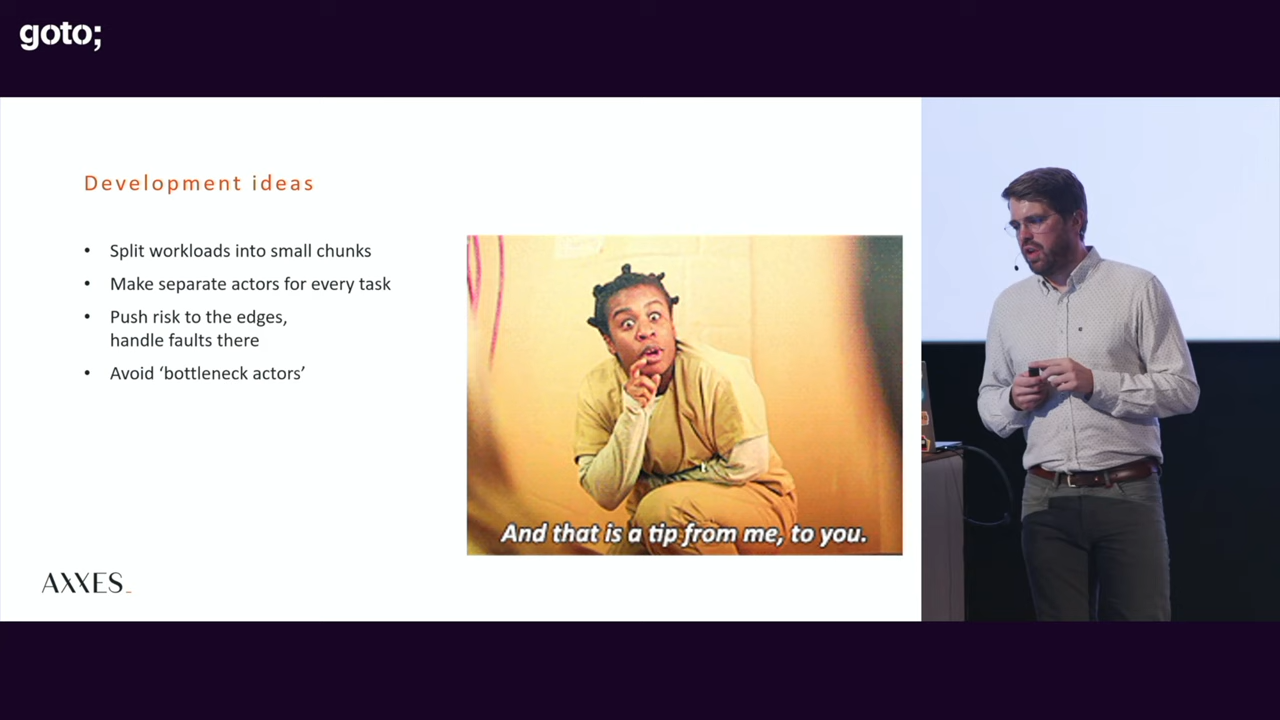 goto;
Development ideas
• Split workloads into small chunks
• Make separate actors for every task
• Push risk to the edges,
handle faults there
• Avoid ‘bottleneck actors’
And that is a tip from me, to you.
AXXES_